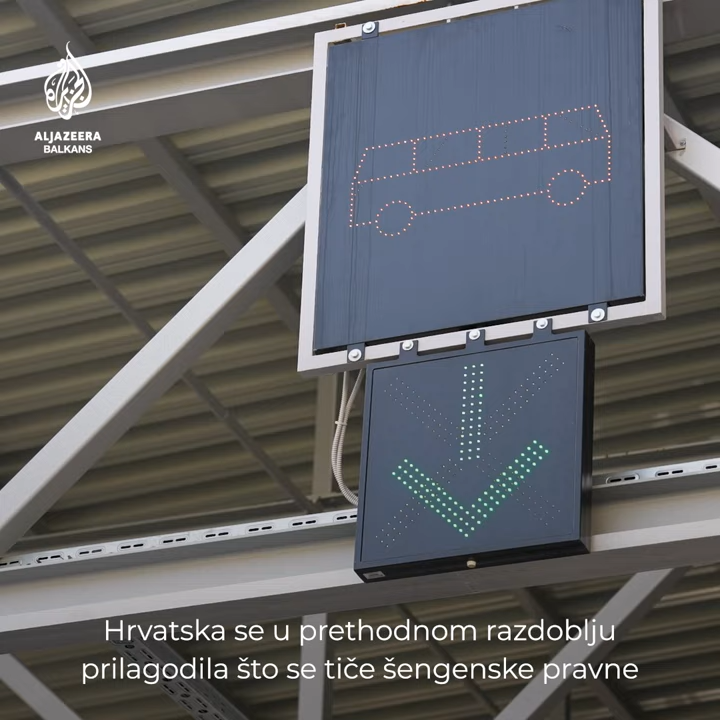 ALJAZEERA
BALKANS
Hrvatska se u prethodnom razdoblju
prilagodila što se tiče šengenske pravne